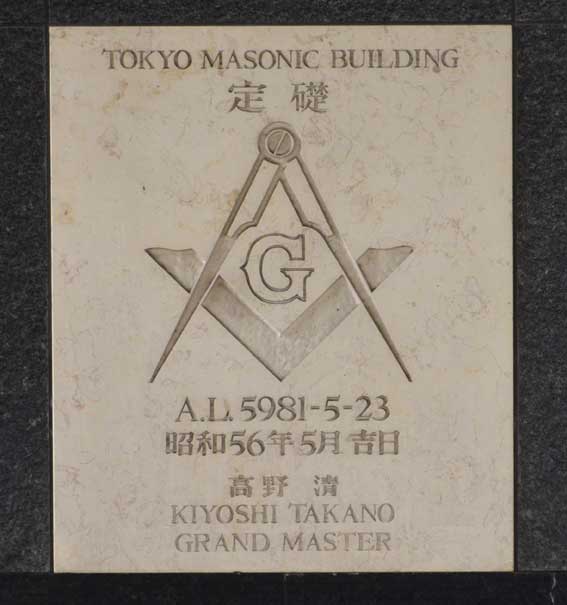 TOKYO MASONIC BUILDING
定礎
G
A.L. 5981-5-23
昭和56年5月吉日
高野 清
KIYOSHI TAKANO
GRAND MASTER